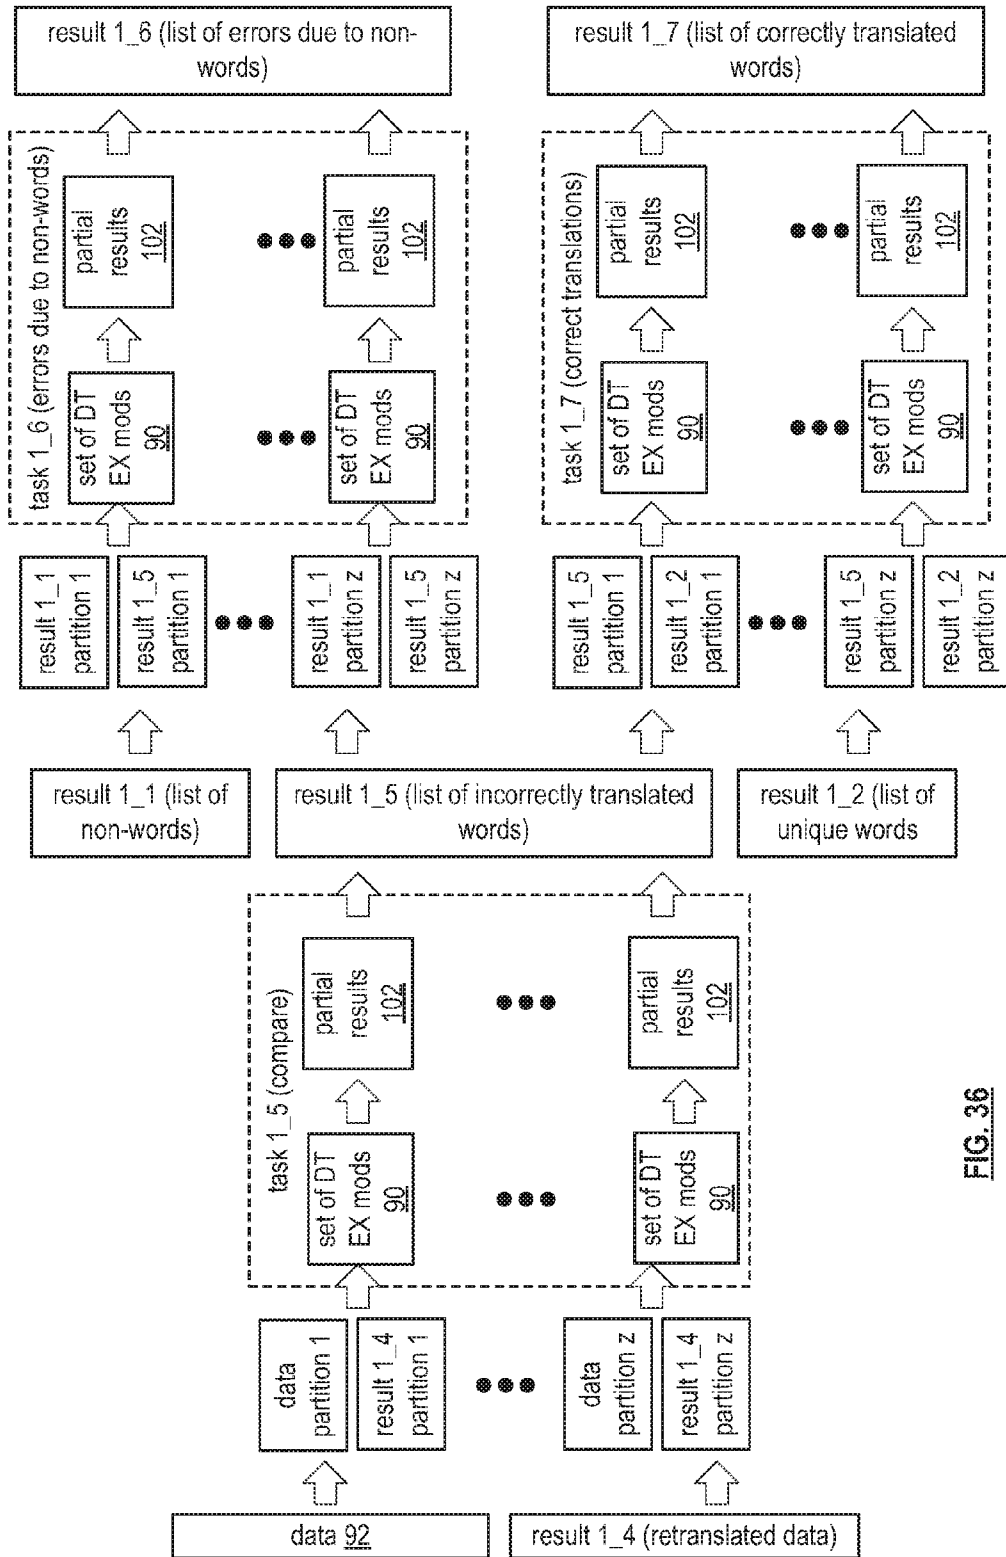 result 1_6 (list of errors due to non-
words)
result 1_7 (list of correctly translated
words)
task 1_6 (errors due to non-words)
partial
results
102
partial
results
102
set of DT
EX mods
90
set of DT
EX mods
90
task 1_7 (correct translations)
partial
results
102
partial
results
102
set of DT
EX mods
90
set of DT
EX mods
90
result 1_1
partition 1
result 1_5
partition 1
result 1_1
partition z
result 1_5
partition z
result 1_5
partition 1
result 1_2
partition 1
result 1_5
partition z
result 1_2
partition z
result 1_1 (list of
non-words)
result 1_5 (list of incorrectly translated
words)
result 1_2 (list of
unique words
task 1_5 (compare)
partial
results
102
partial
results
102
set of DT
EX mods
90
set of DT
EX mods
90
data
partition 1
result 1_4
partition 1
data
partition z
result 1_4
partition z
data 92
result 1_4 (retranslated data)
FIG. 36